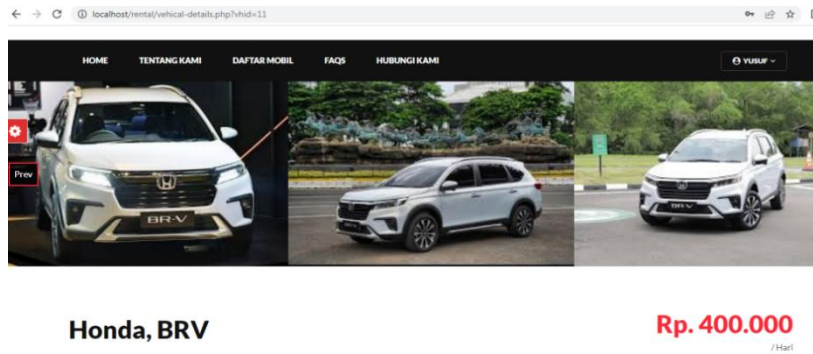 localhost/rental/vehical-details.php?vhid=11
HOME TENTANG KAMI DAFTAR MOBIL FAQS HUBUNGI KAMI YUSUF
Prev
BR-V
BR-V
Honda, BRV
Rp. 400.000
/ Hari